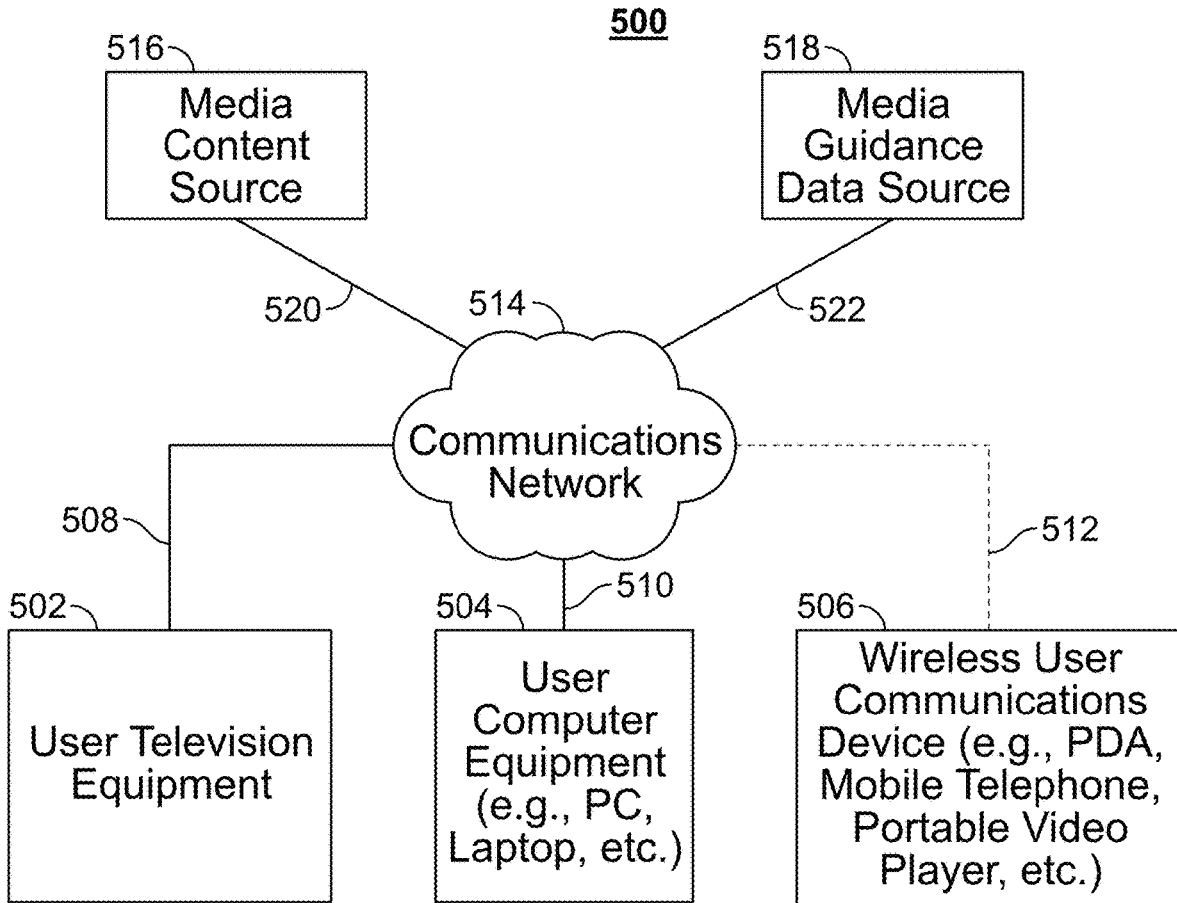 500
516
Media
Content
Source
518
Media
Guidance
Data Source
520
514
522
Communications
Network
508
512
502
504
510
506
User Television
Equipment
User
Computer
Equipment
(e.g., PC,
Laptop, etc.)
Wireless User
Communications
Device (e.g., PDA,
Mobile Telephone,
Portable Video
Player, etc.)